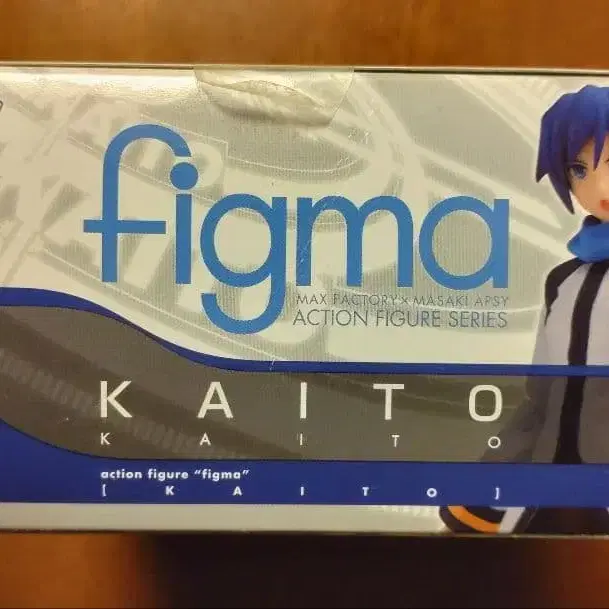 figma
MAX FACTORY × MASAKI APSY
ACTION FIGURE SERIES
KAITO
KAITO
action figure "figma"
[ KAITO ]